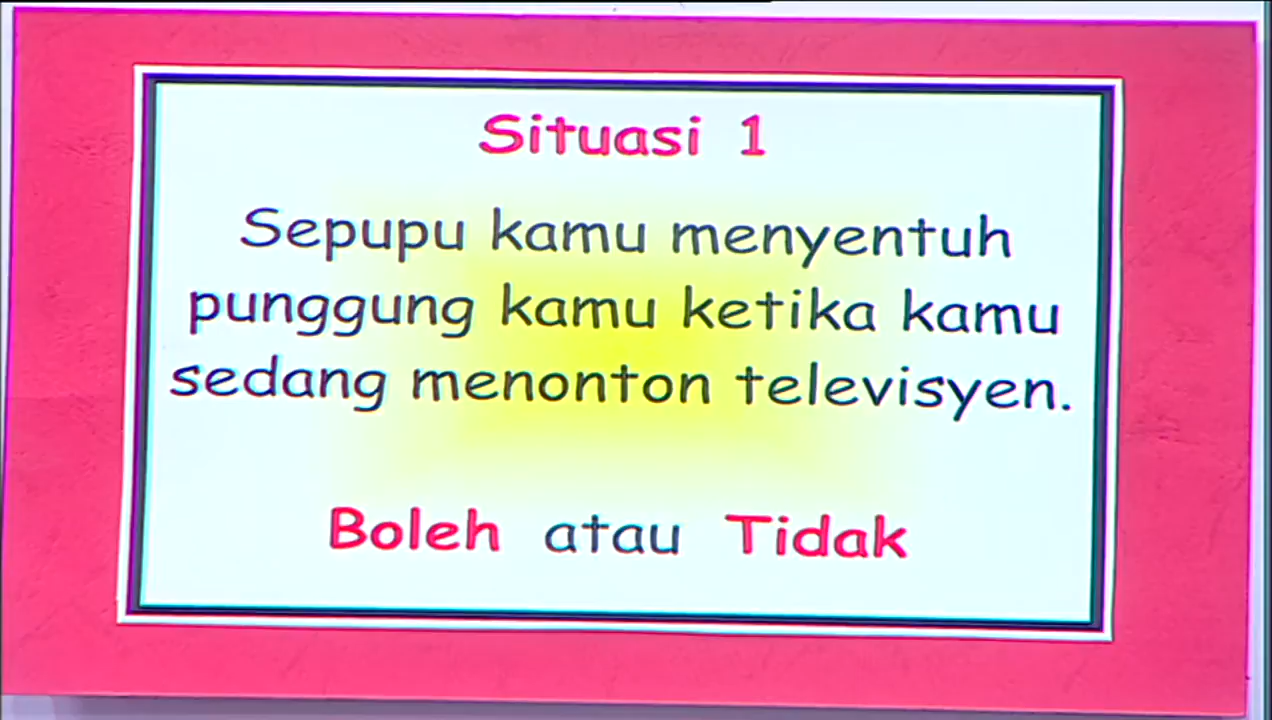 Situasi 1
Sepupu kamu menyentuh
punggung kamu ketika kamu
sedang menonton televisyen.
Boleh atau Tidak